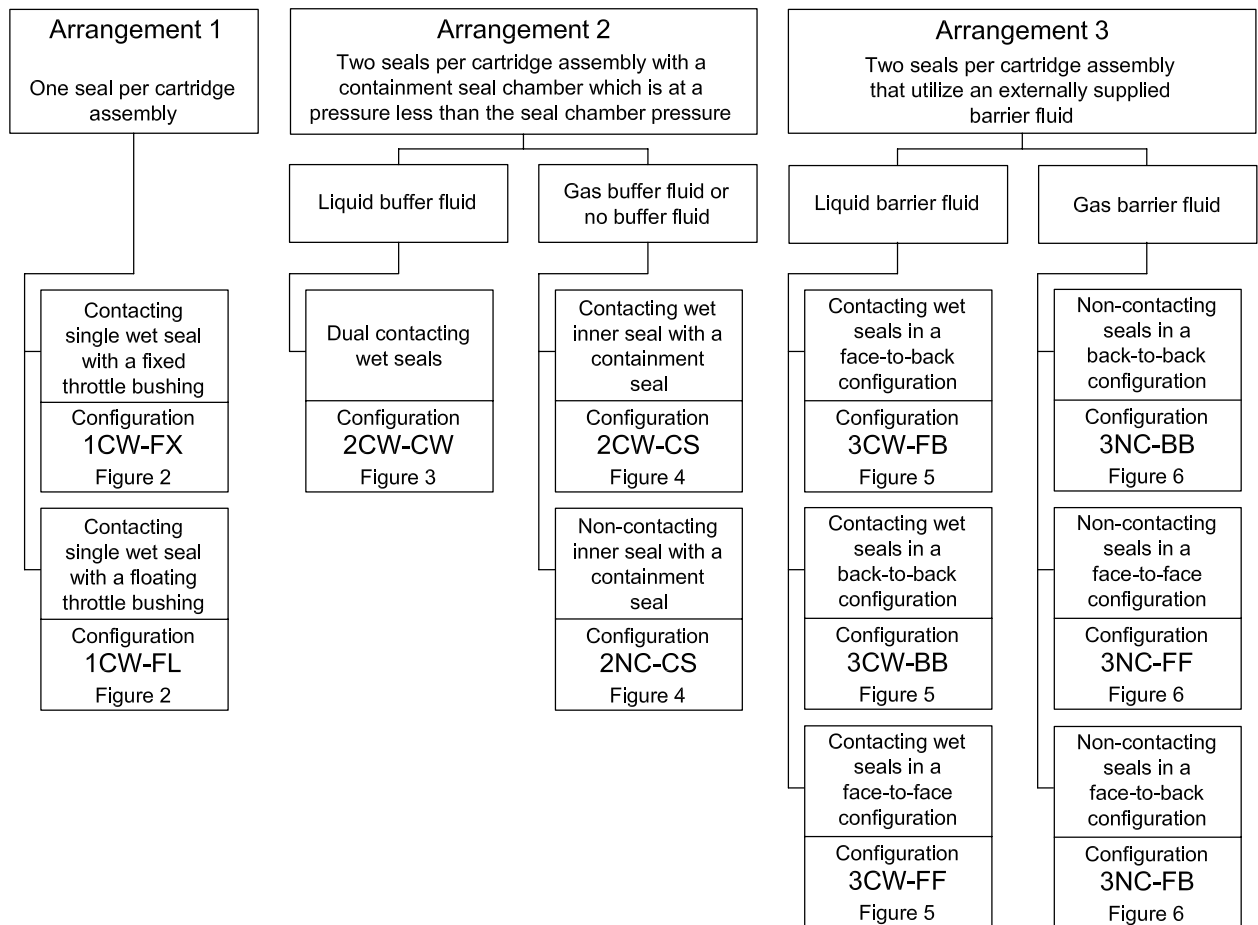 Arrangement 1
One seal per cartridge
assembly
Contacting
single wet seal
with a fixed
throttle bushing
Configuration
1CW-FX
Figure 2
Contacting
single wet seal
with a floating
throttle bushing
Configuration
1CW-FL
Figure 2
Arrangement 2
Two seals per cartridge assembly with a
containment seal chamber which is at a
pressure less than the seal chamber pressure
Liquid buffer fluid
Dual contacting
wet seals
Configuration
2CW-CW
Figure 3
Gas buffer fluid or
no buffer fluid
Contacting wet
inner seal with a
containment
seal
Configuration
2CW-CS
Figure 4
Non-contacting
inner seal with a
containment
seal
Configuration
2NC-CS
Figure 4
Arrangement 3
Two seals per cartridge assembly
that utilize an externally supplied
barrier fluid
Liquid barrier fluid
Contacting wet
seals in a
face-to-back
configuration
Configuration
3CW-FB
Figure 5
Contacting wet
seals in a
back-to-back
configuration
Configuration
3CW-BB
Figure 5
Contacting wet
seals in a
face-to-face
configuration
Configuration
3CW-FF
Figure 5
Gas barrier fluid
Non-contacting
seals in a
back-to-back
configuration
Configuration
3NC-BB
Figure 6
Non-contacting
seals in a
face-to-face
configuration
Configuration
3NC-FF
Figure 6
Non-contacting
seals in a
face-to-back
configuration
Configuration
3NC-FB
Figure 6